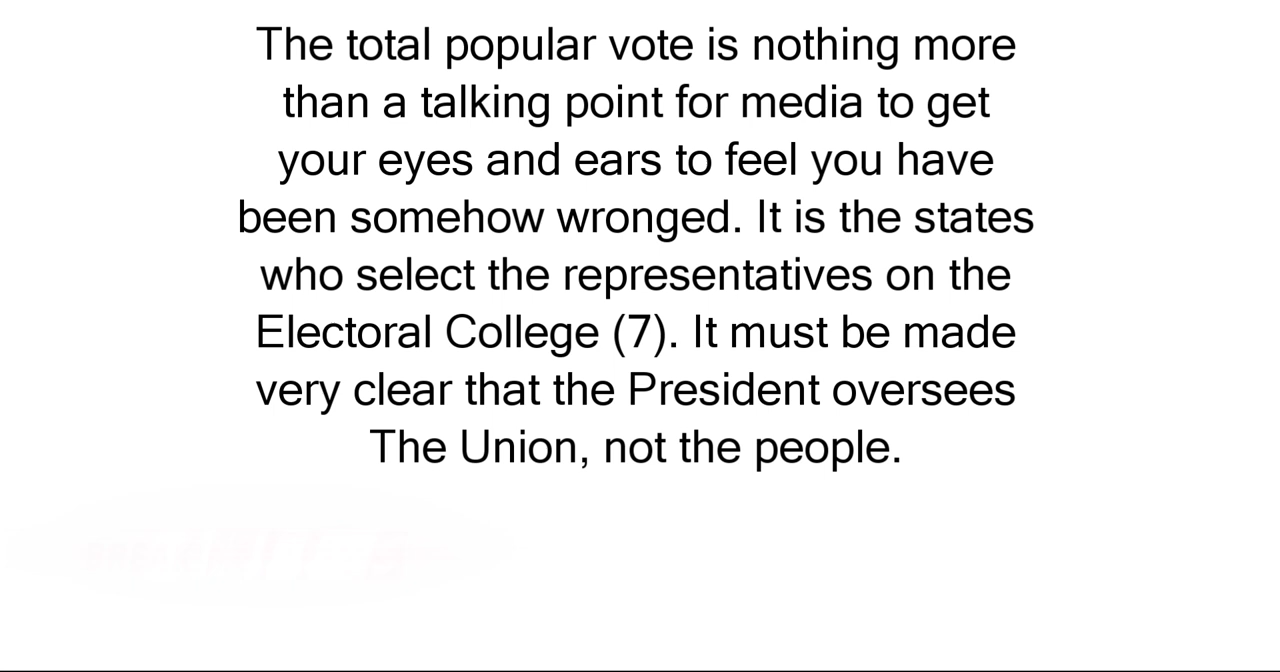 The total popular vote is nothing more
than a talking point for media to get
your eyes and ears to feel you have
been somehow wronged. It is the states
who select the representatives on the
Electoral College (7). It must be made
very clear that the President oversees
The Union, not the people.